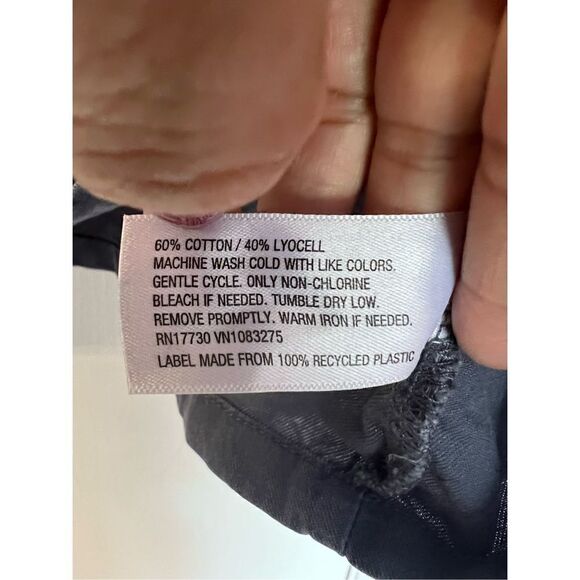 60% COTTON / 40% LYOCELL
MACHINE WASH COLD WITH LIKE COLORS.
GENTLE CYCLE. ONLY NON-CHLORINE
BLEACH IF NEEDED. TUMBLE DRY LOW.
REMOVE PROMPTLY. WARM IRON IF NEEDED.
RN17730 VN1083275
LABEL MADE FROM 100% RECYCLED PLASTIC